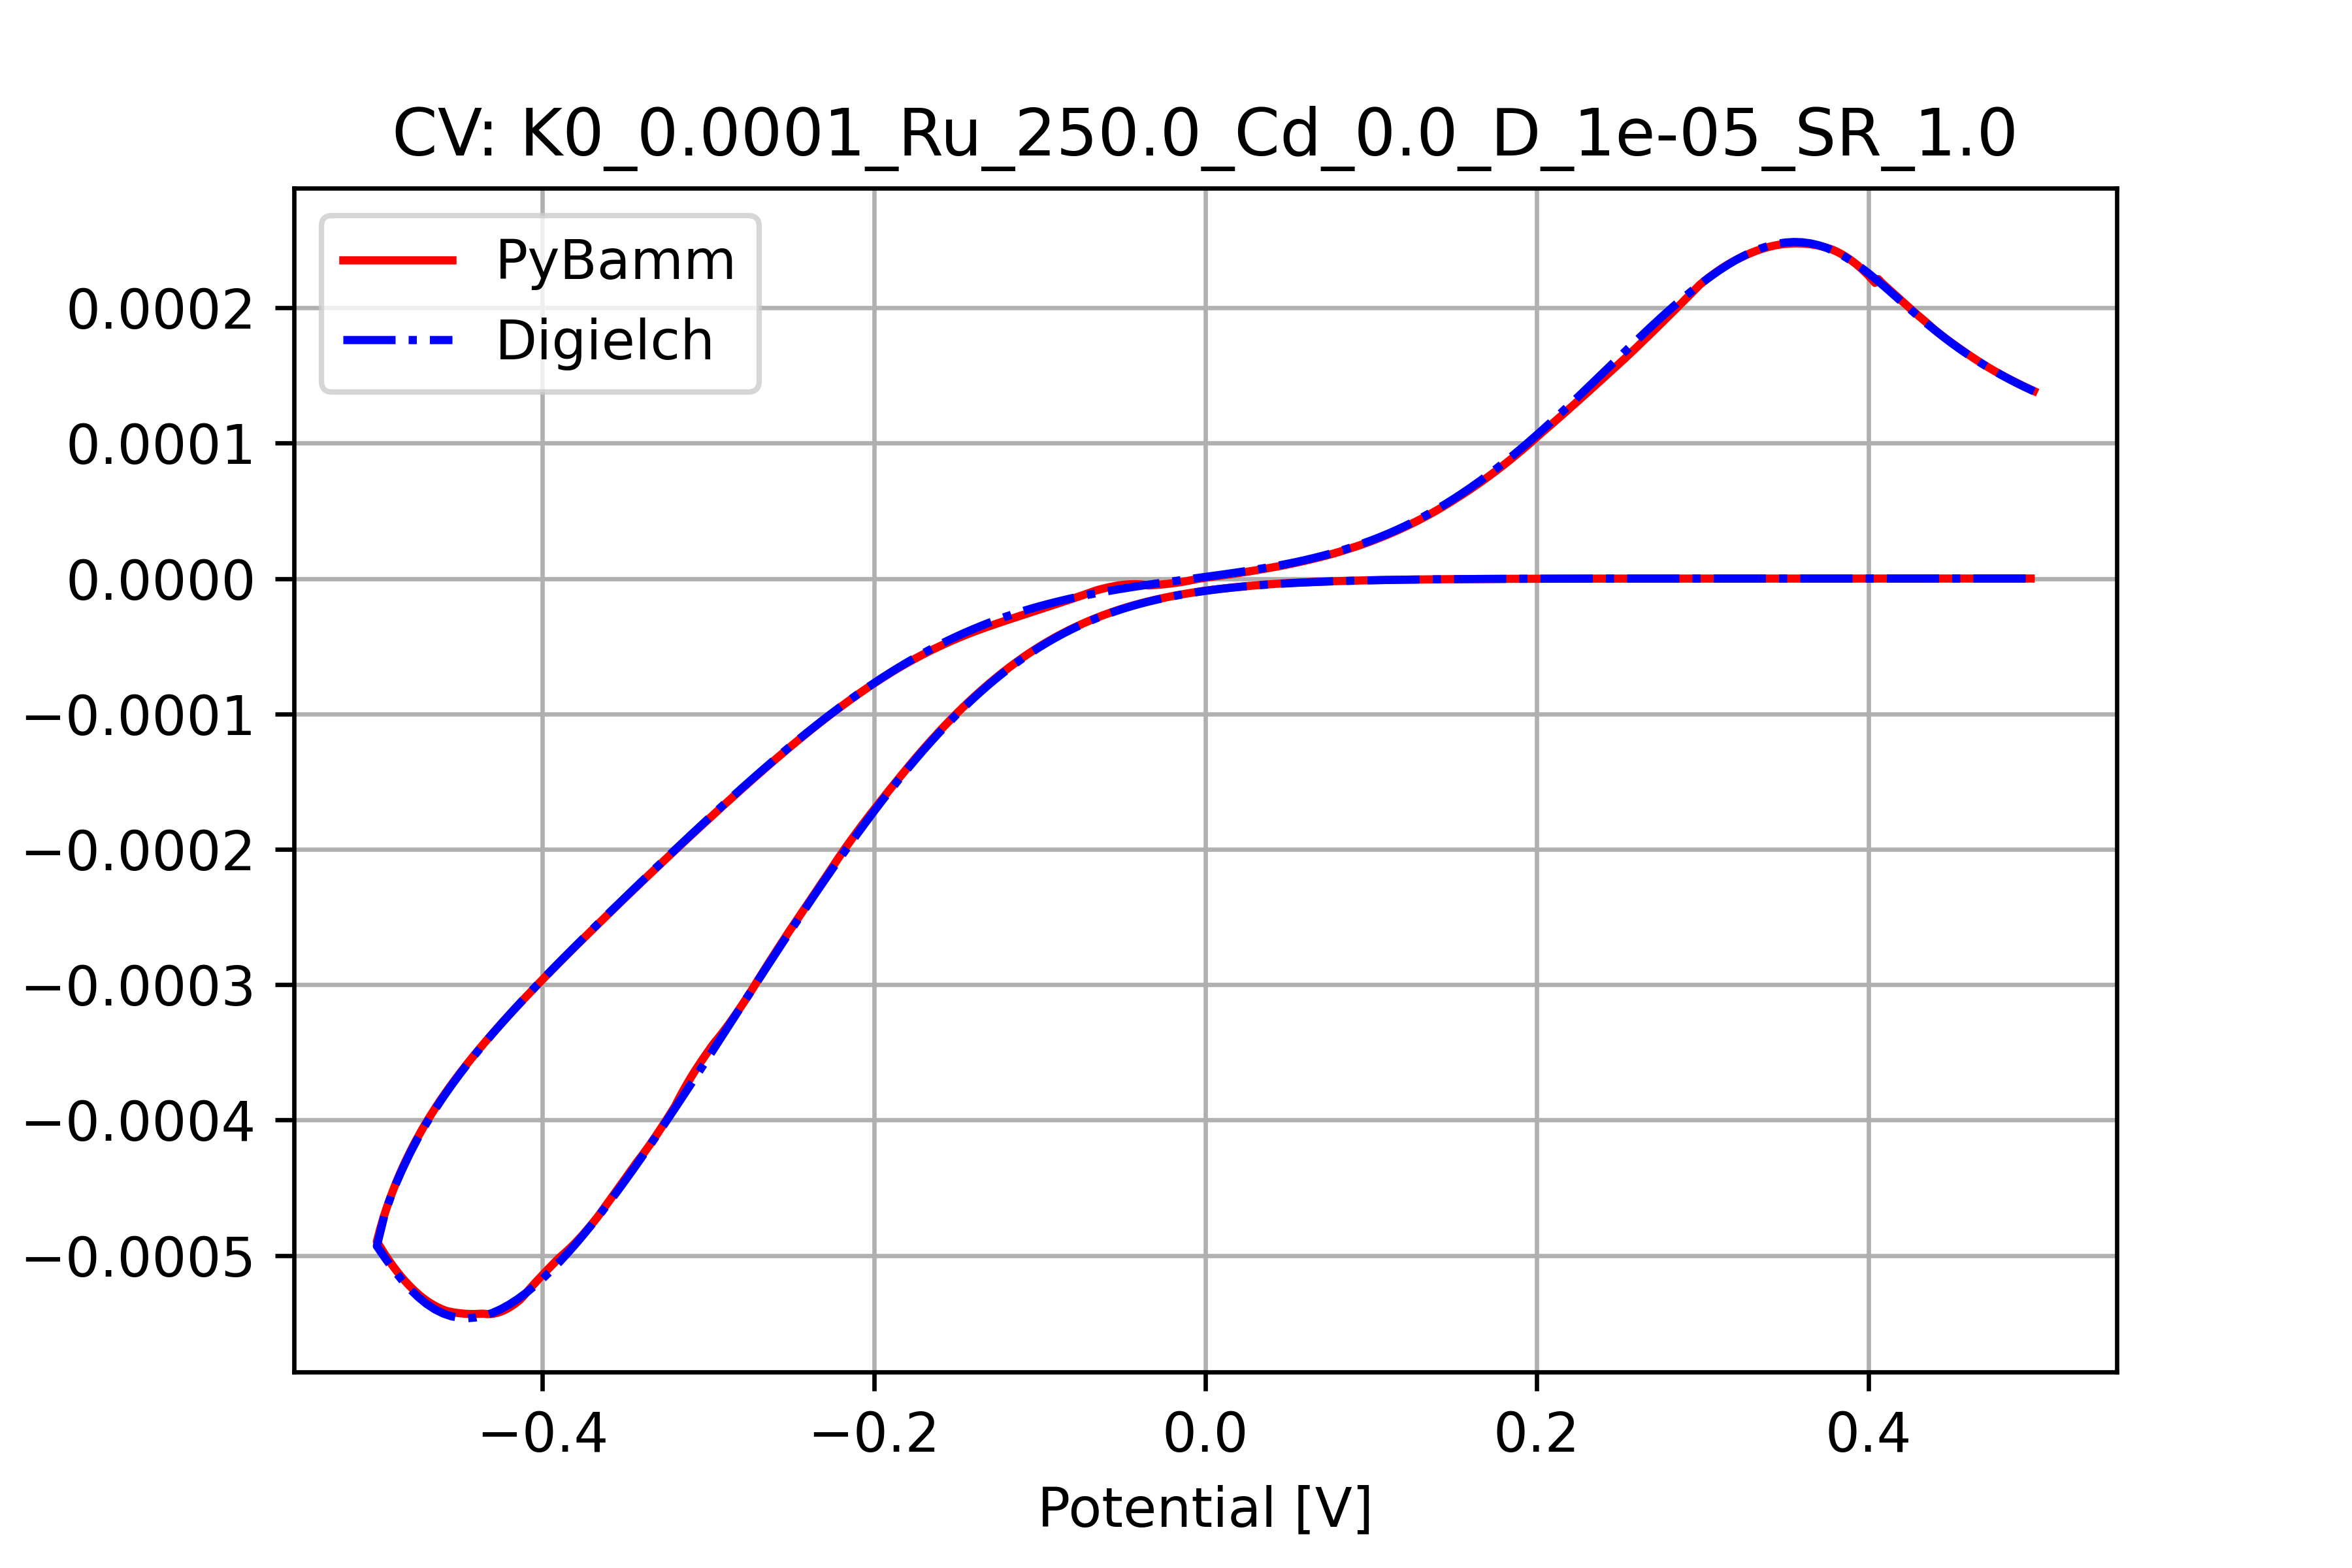 CV: K0_0.0001_Ru_250.0_Cd_0.0_D_1e-05_SR_1.0
PyBamm
Digielch
0.0002
0.0001
0.0000
−0.0001
−0.0002
−0.0003
−0.0004
−0.0005
−0.4 −0.2 0.0 0.2 0.4
Potential [V]